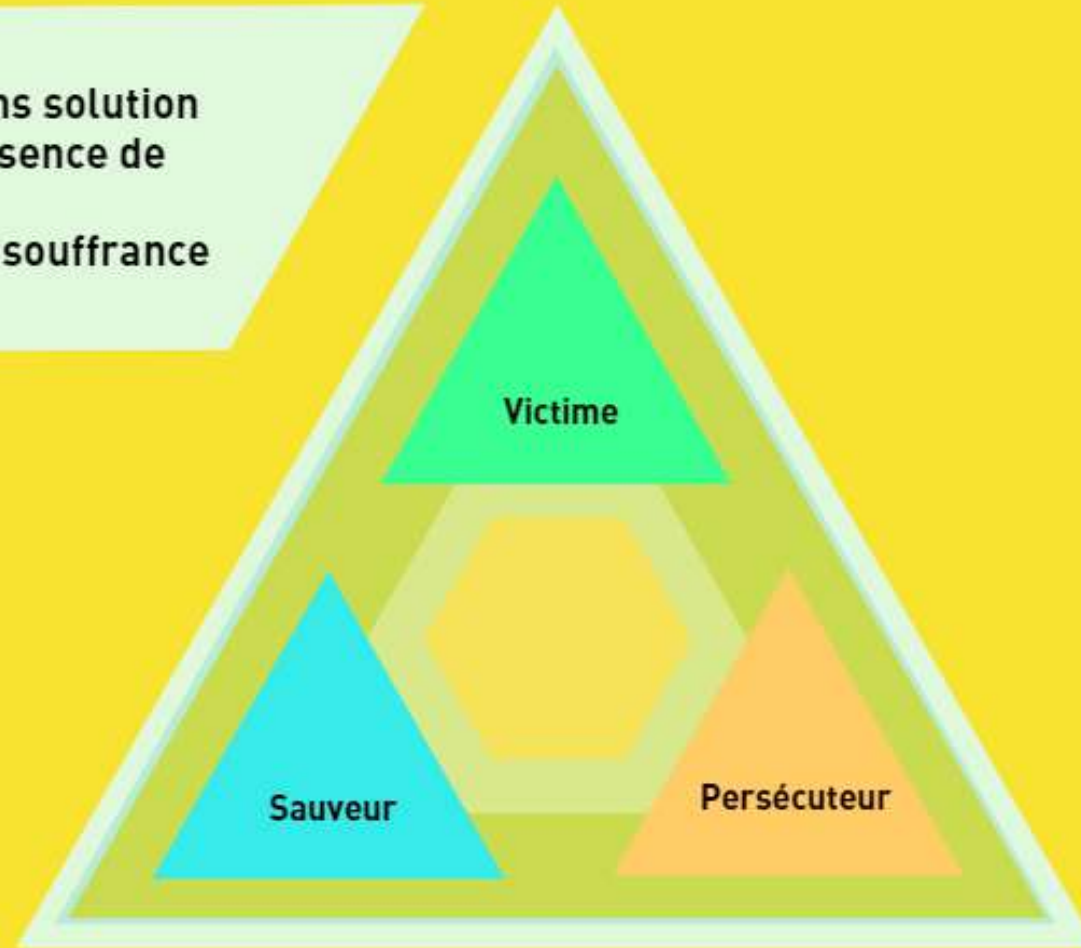 ns solution
sence de
souffrance
Victime
Sauveur
Persécuteur